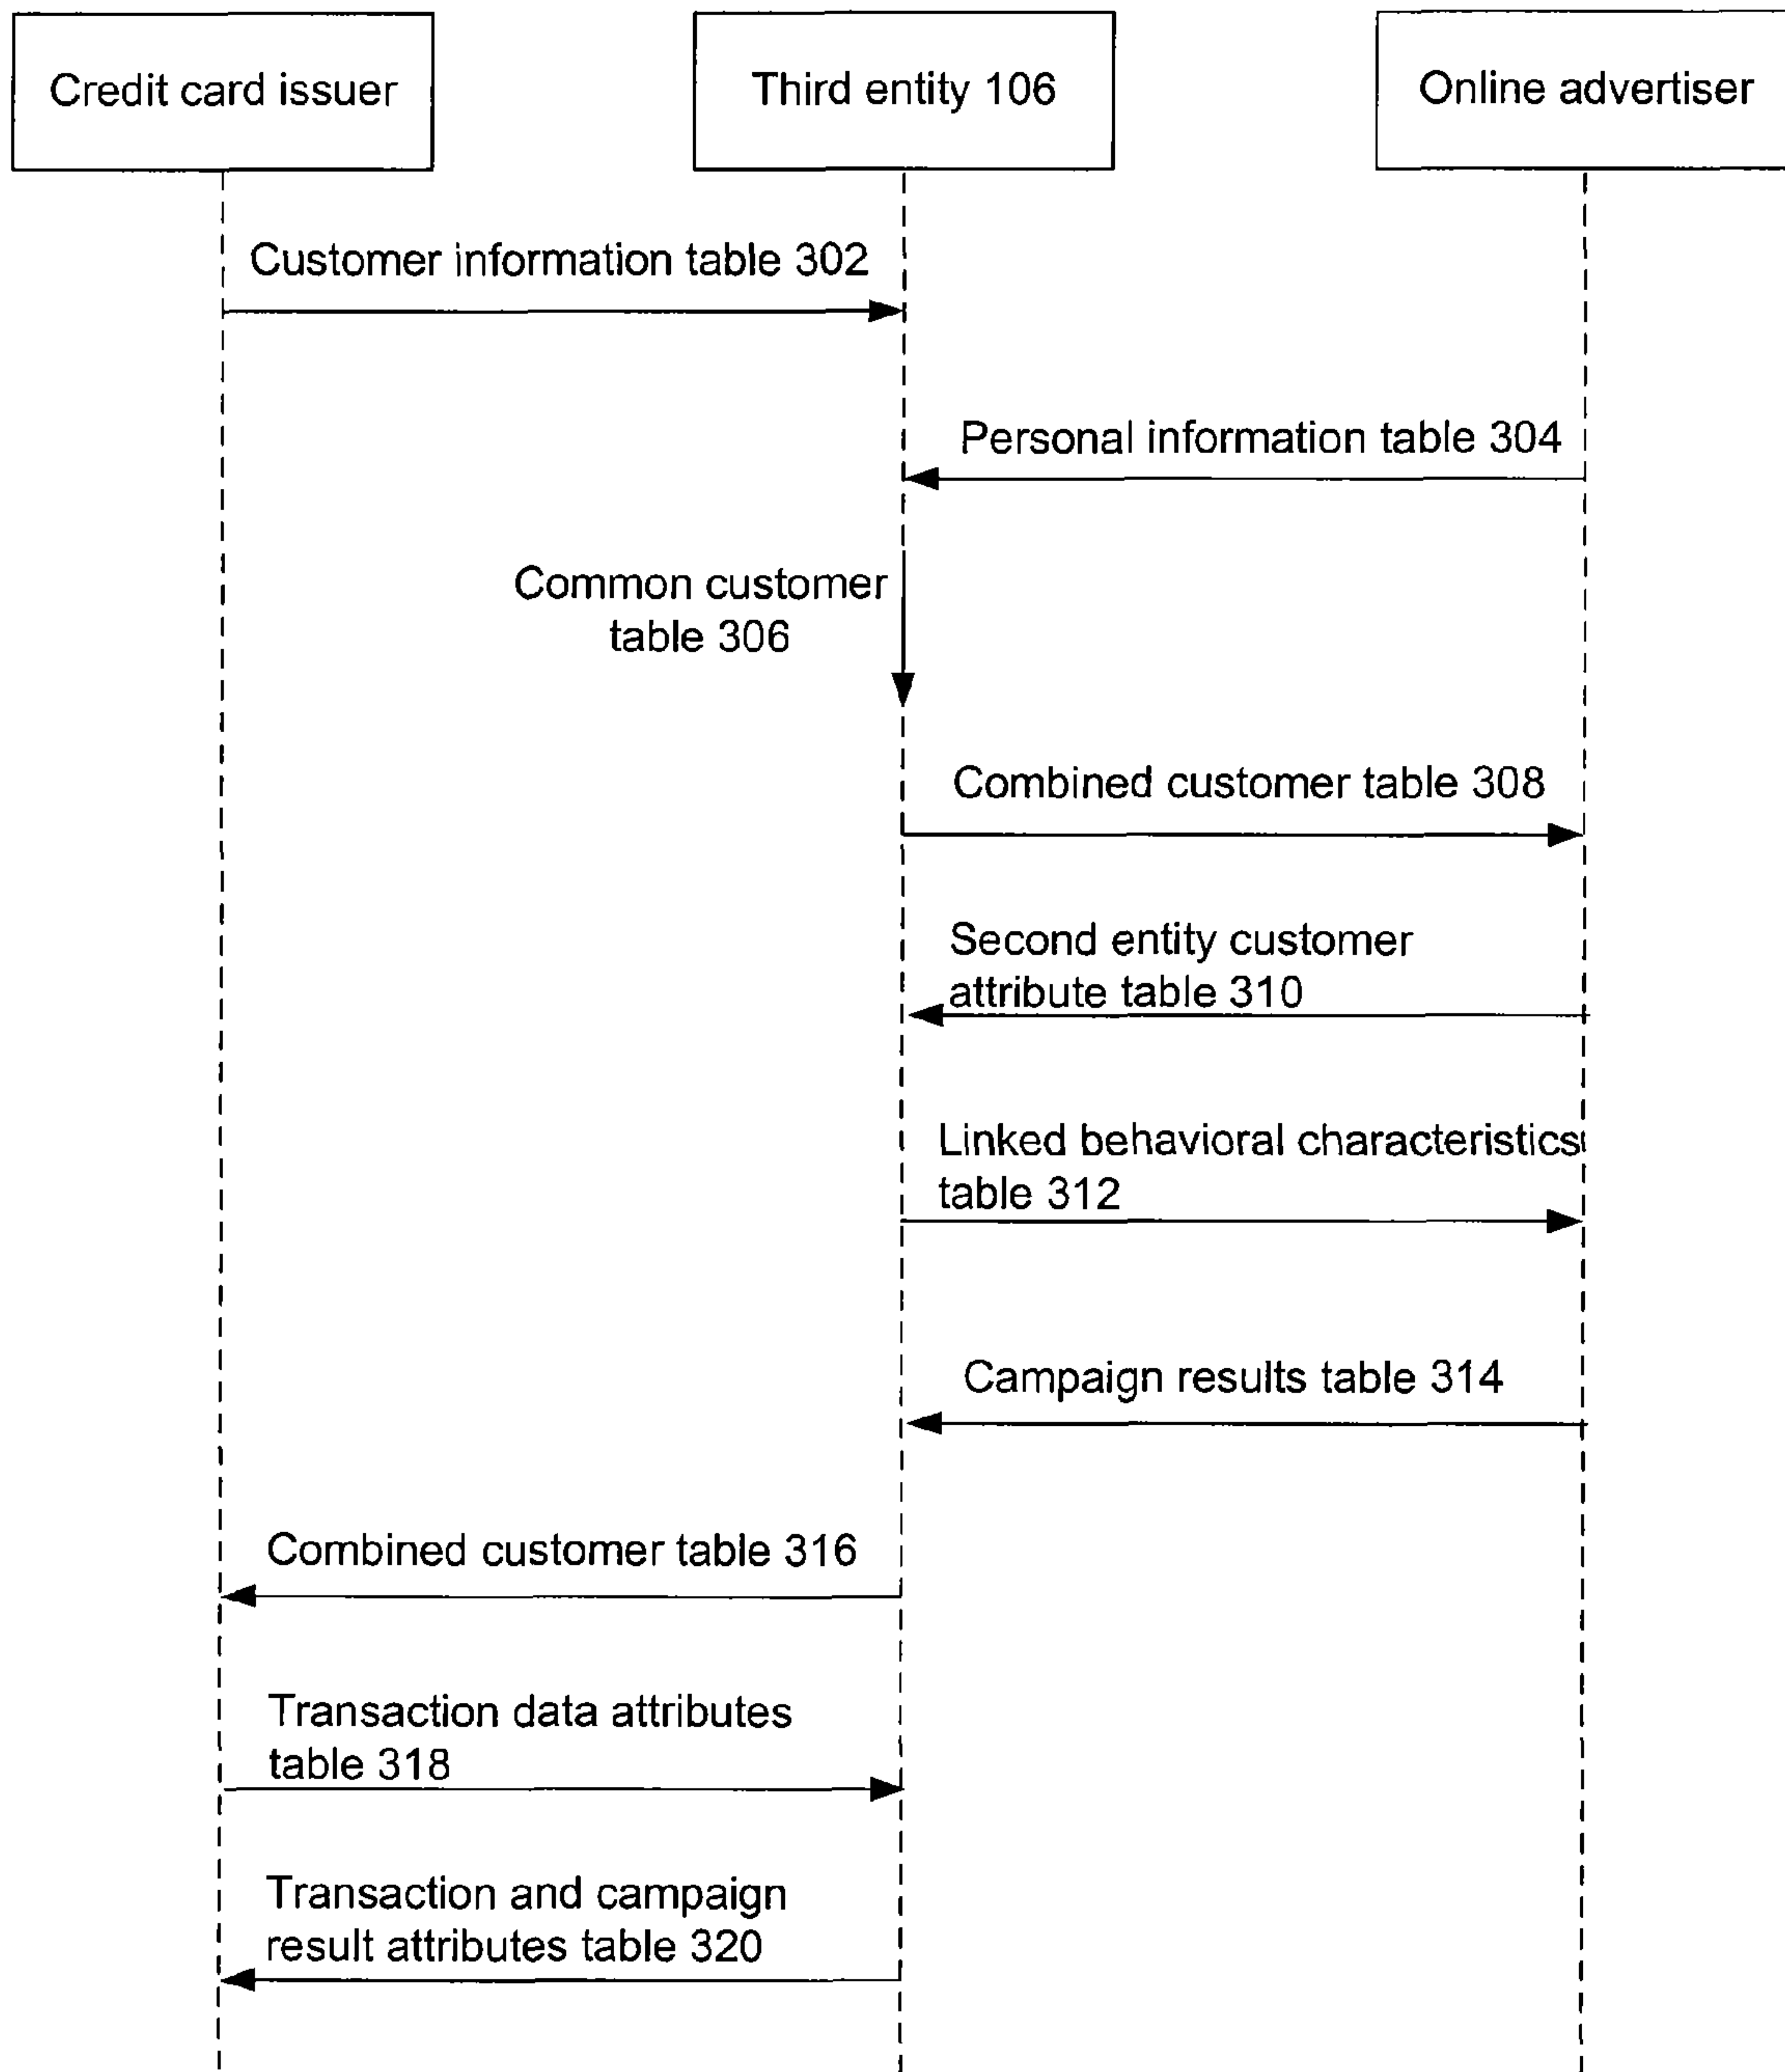 Credit card issuer
Third entity 106
Online advertiser
Customer information table 302
Personal information table 304
Common customer
table 306
Combined customer table 308
Second entity customer
attribute table 310
Linked behavioral characteristics
table 312
Campaign results table 314
Combined customer table 316
Transaction data attributes
table 318
Transaction and campaign
result attributes table 320